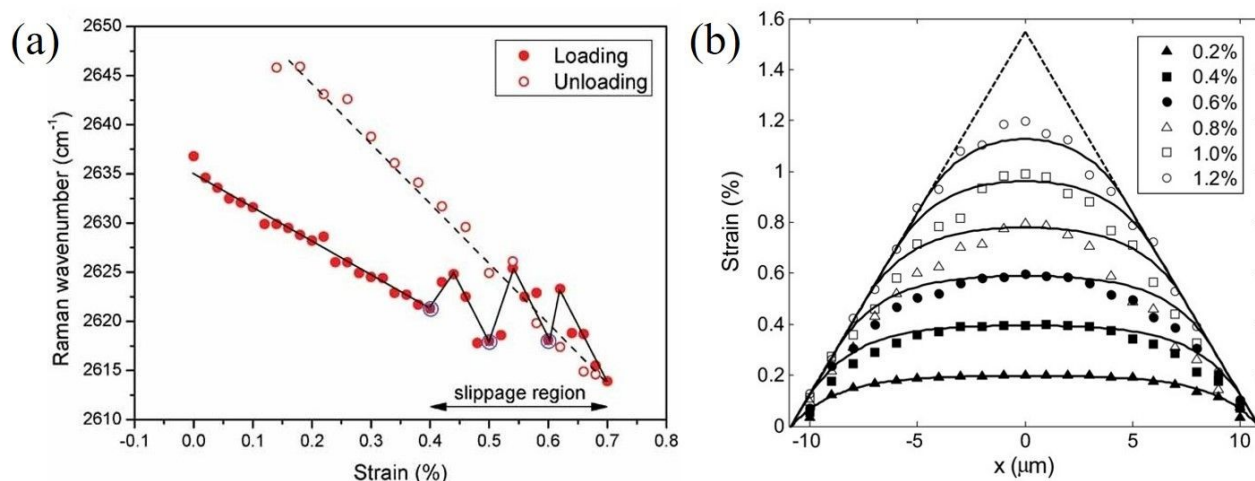 (a)
2650
2645
2640
2635
2630
2625
2620
2615
2610
Raman wavenumber (cm⁻¹)
Loading
Unloading
slippage region
-0.1 0.0 0.1 0.2 0.3 0.4 0.5 0.6 0.7 0.8
Strain (%)
(b)
1.6
1.4
1.2
1
0.8
0.6
0.4
0.2
0
Strain (%)
0.2%
0.4%
0.6%
0.8%
1.0%
1.2%
-10 -5 0 5 10
x (μm)